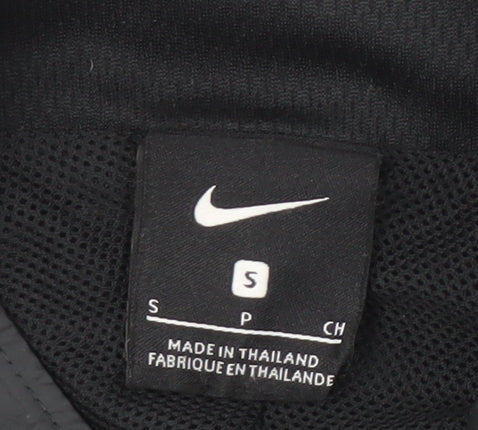 S
S P CH
MADE IN THAILAND
FABRIQUE EN THAILANDE